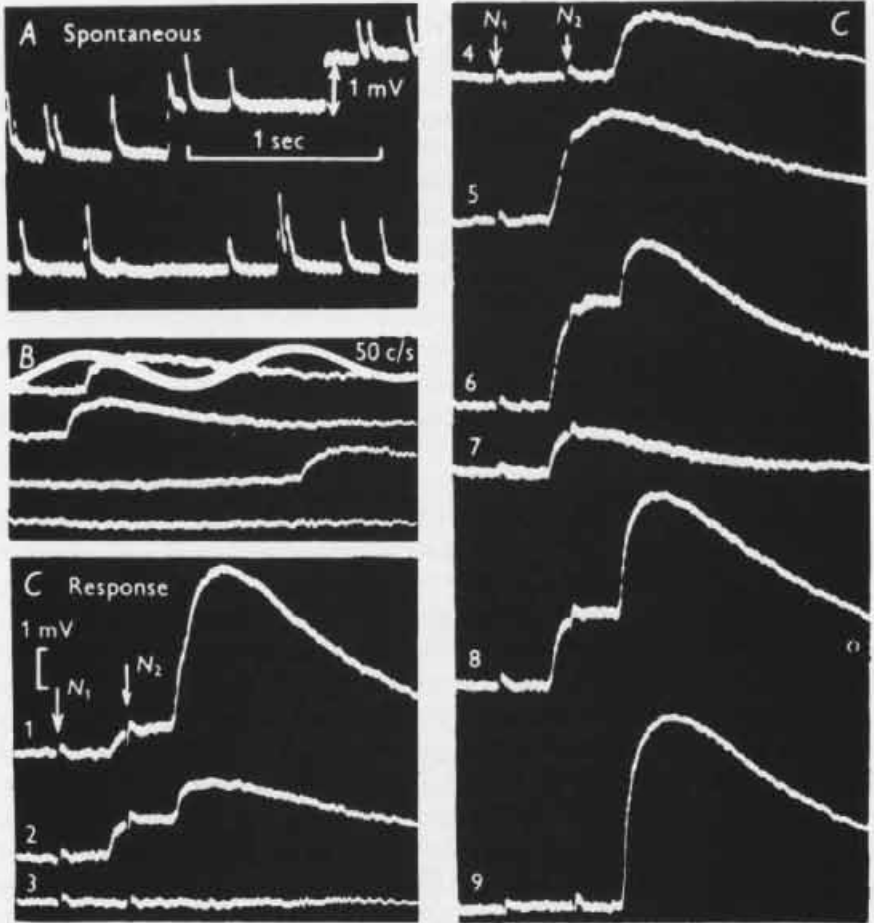 A Spontaneous
1 mV
1 sec
B
50 c/s
C Response
1 mV
N₁
N₂
1
2
3
C
N₁
N₂
4
5
6
7
8
9